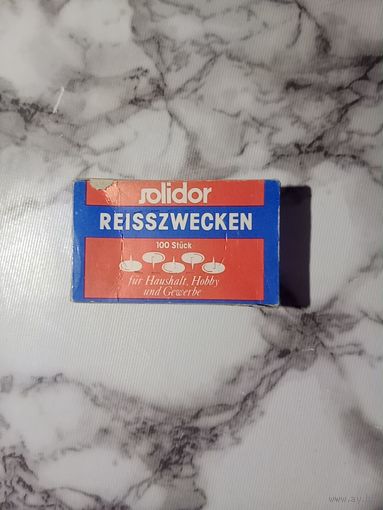 solidor
REISSZWECKEN
100 Stück
für Haushalt, Hobby
und Gewerbe